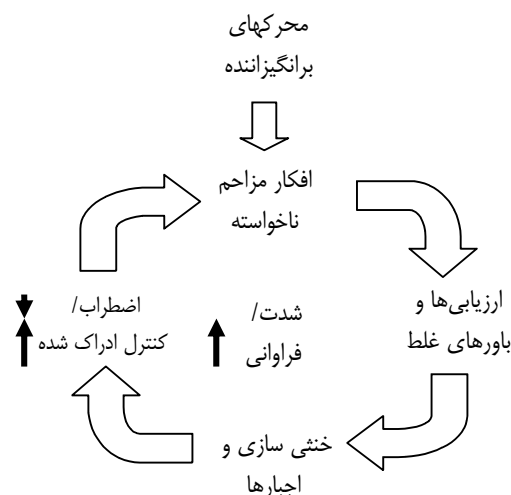 محرکهای
برانگیزاننده
افکار مزاحم
ناخواسته
ارزیابی‌ها و
باورهای غلط
شدت/
فراوانی
اضطراب/
کنترل ادراک شده
خنثی سازی و
اجبارها